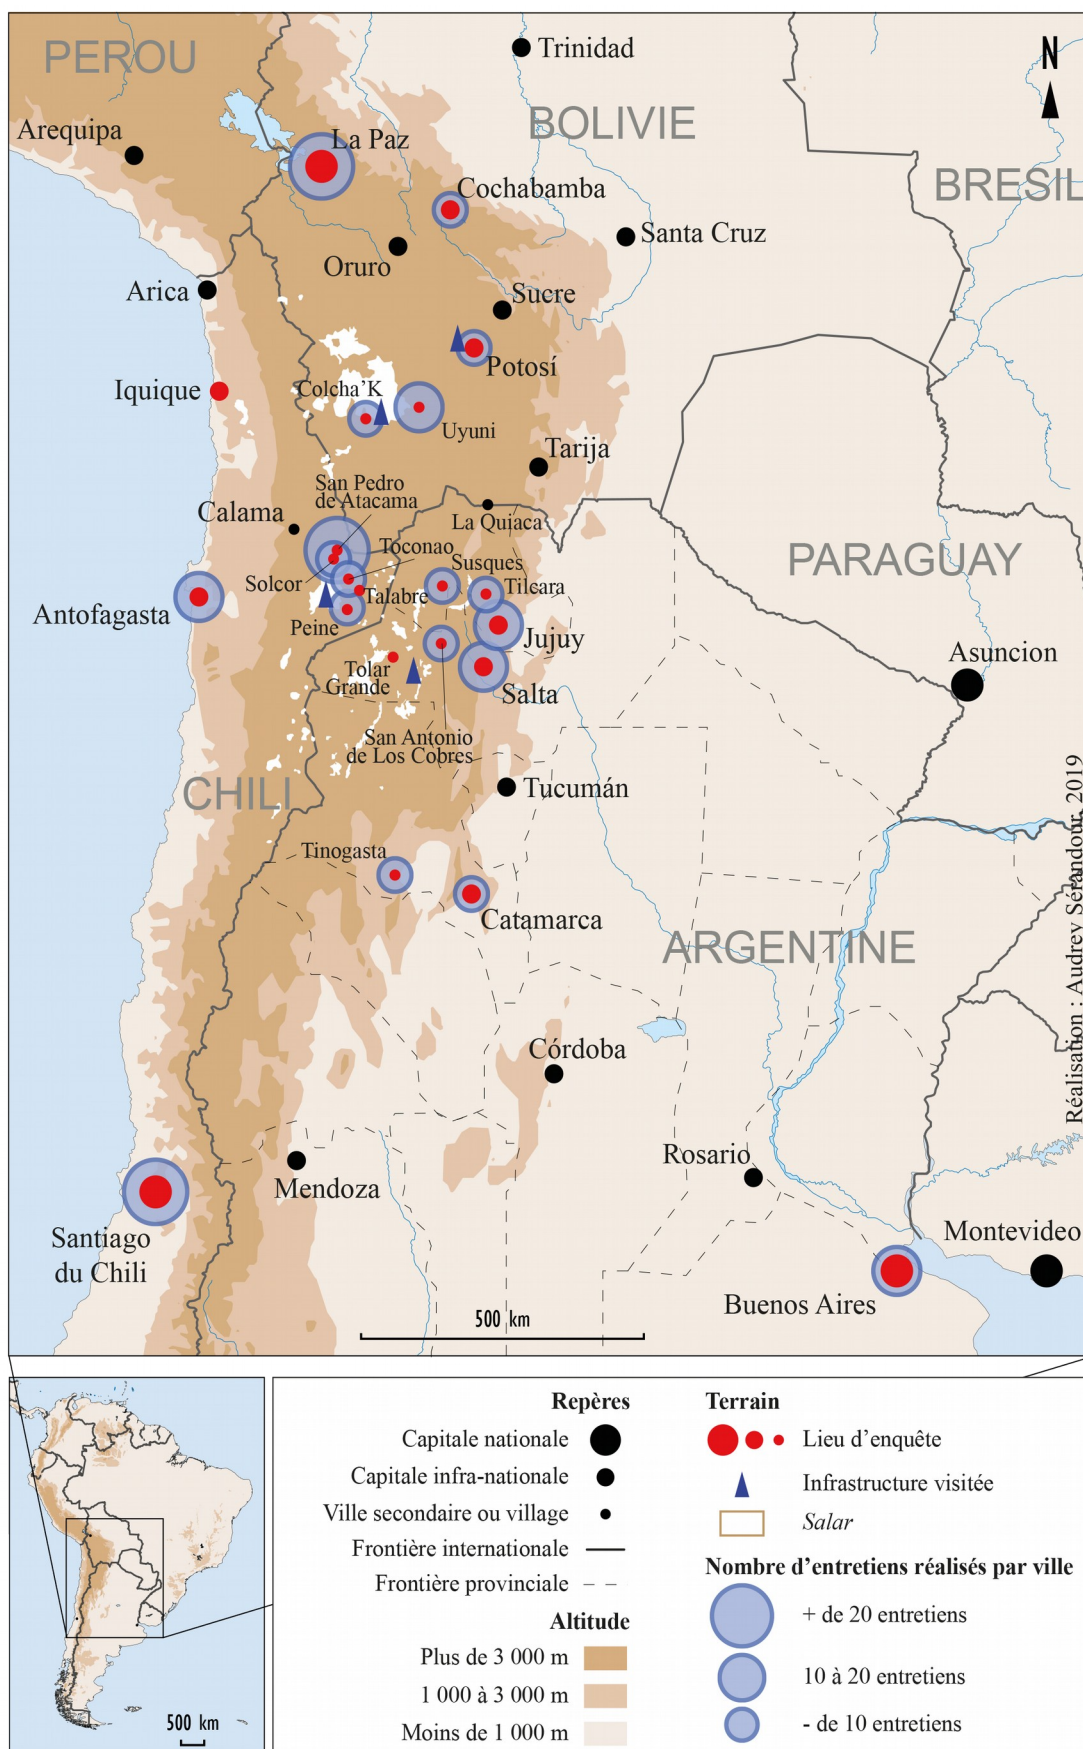 PEROU
Trinidad
N
BOLIVIE
Arequipa
La Paz
BRESIL
Cochabamba
Santa Cruz
Oruro
Arica
Sucre
Potosí
Iquique
Colcha’K
Uyuni
Tarija
San Pedro
de Atacama
Calama
La Quiaca
Toconao
Susques
PARAGUAY
Solcor
Talabre
Tilcara
Antofagasta
Peine
Jujuy
Asuncion
Tolar
Grande
Salta
San Antonio
de Los Cobres
CHILI
Tucumán
Tinogasta
Catamarca
ARGENTINE
Réalisation : Audrey Sérandour, 2019
Córdoba
Rosario
Mendoza
Santiago
du Chili
Montevideo
Buenos Aires
500 km
500 km
Repères
Capitale nationale
Capitale infra-nationale
Ville secondaire ou village
Frontière internationale
Frontière provinciale
Altitude
Plus de 3 000 m
1 000 à 3 000 m
Moins de 1 000 m
Terrain
Lieu d’enquête
Infrastructure visitée
Salar
Nombre d’entretiens réalisés par ville
+ de 20 entretiens
10 à 20 entretiens
- de 10 entretiens